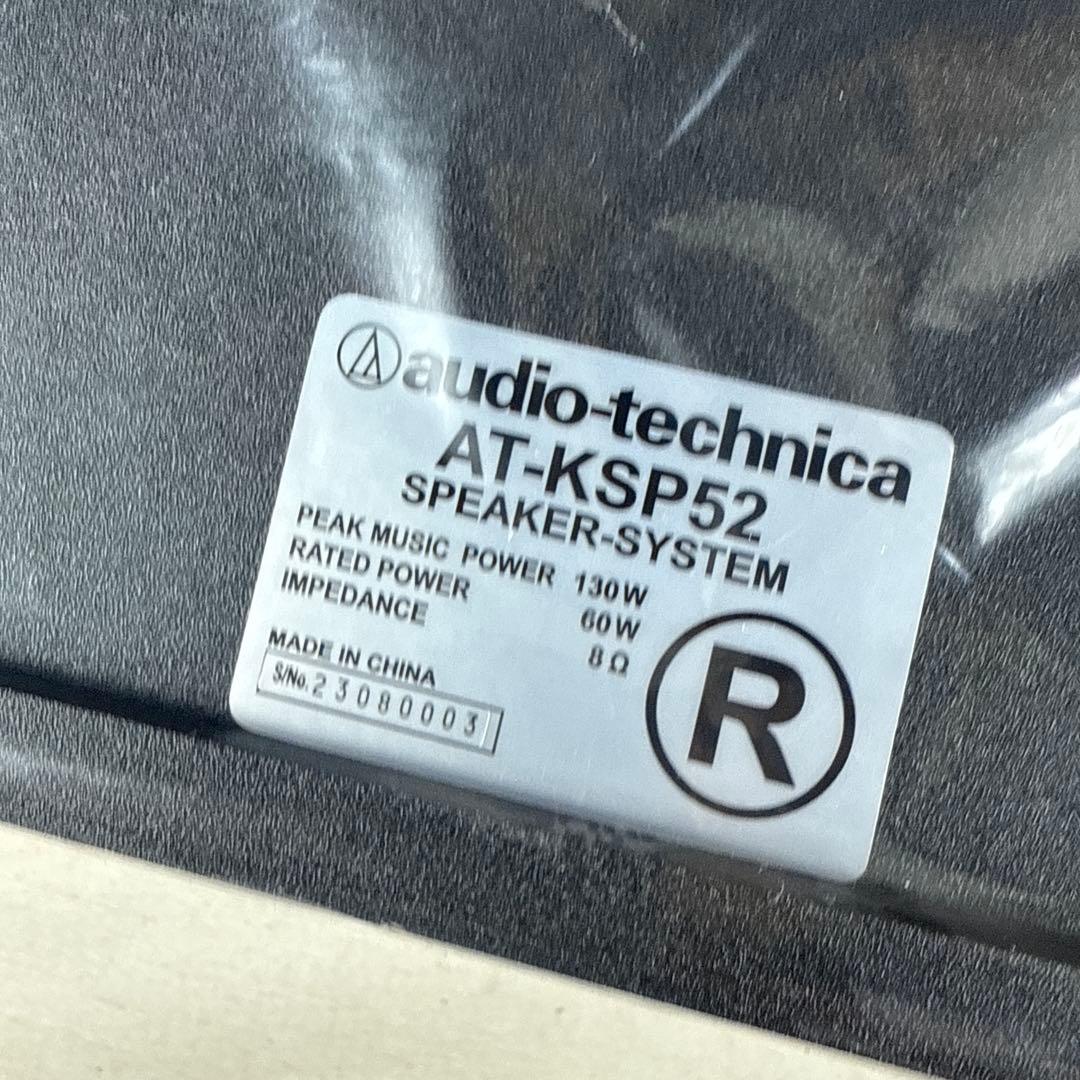 audio-technica
AT-KSP52
SPEAKER-SYSTEM
PEAK MUSIC POWER 130W
RATED POWER 60W
IMPEDANCE 8Ω
MADE IN CHINA
S/No. 23080003
R